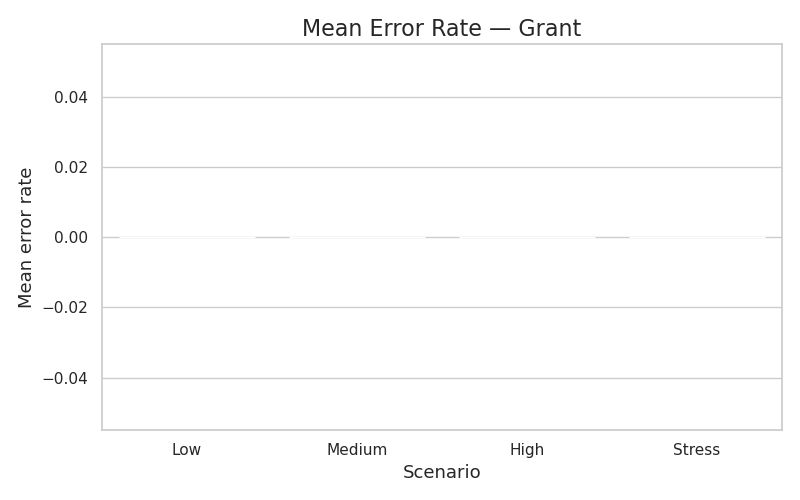 Mean Error Rate — Grant
Mean error rate
0.04
0.02
0.00
−0.02
−0.04
Low
Medium
High
Stress
Scenario